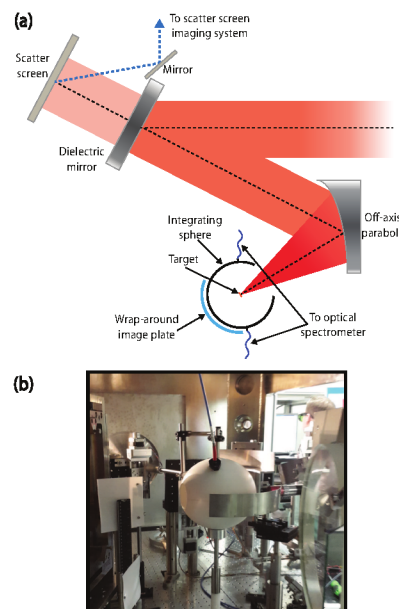 (a)
To scatter screen
imaging system
Scatter
screen
Mirror
Dielectric
mirror
Off-axis
parabol
Integrating
sphere
Target
Wrap-around
image plate
To optical
spectrometer
(b)